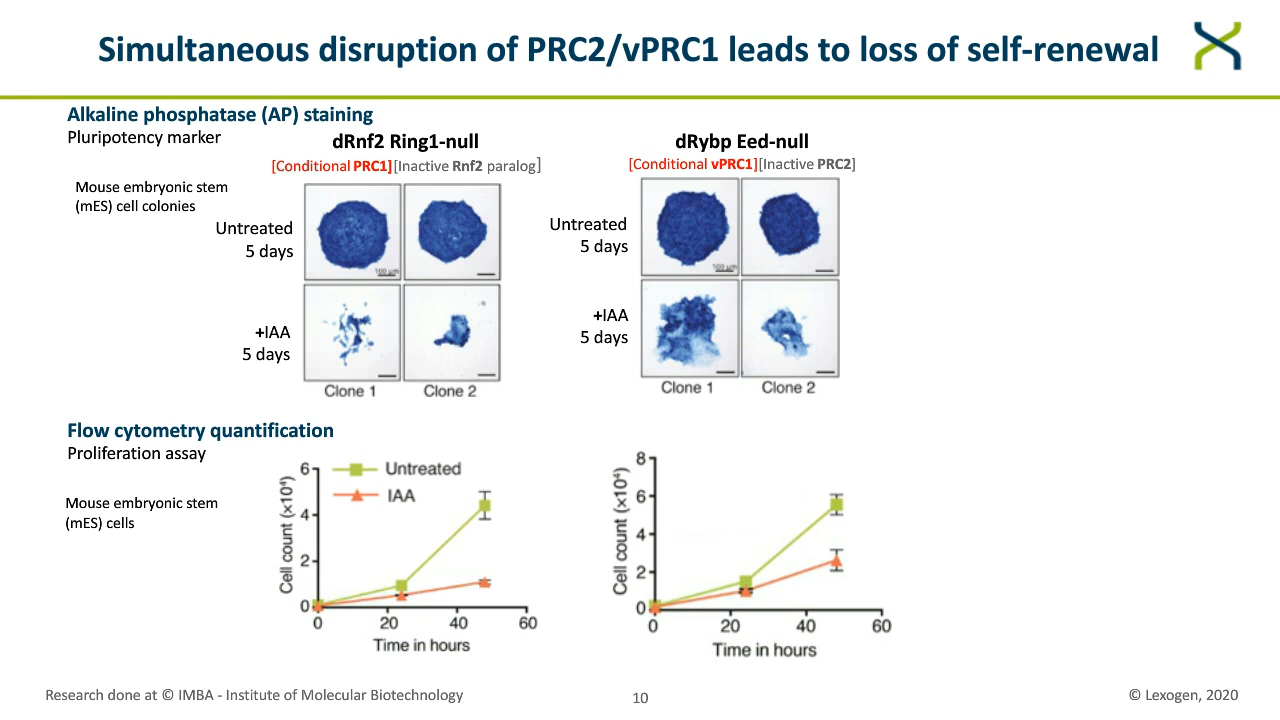 Simultaneous disruption of PRC2/vPRC1 leads to loss of self-renewal
Alkaline phosphatase (AP) staining
Pluripotency marker
dRnf2 Ring1-null
[Conditional PRC1][Inactive Rnf2 paralog]
dRybp Eed-null
[Conditional vPRC1][Inactive PRC2]
Mouse embryonic stem
(mES) cell colonies
Untreated
5 days
100 µm
Untreated
5 days
100 µm
+IAA
5 days
+IAA
5 days
Clone 1
Clone 2
Clone 1
Clone 2
Flow cytometry quantification
Proliferation assay
Mouse embryonic stem
(mES) cells
Cell count (×10⁴)
6
4
2
0
Untreated
IAA
0
20
40
60
Time in hours
Cell count (×10⁴)
8
6
4
2
0
0
20
40
60
Time in hours
Research done at © IMBA - Institute of Molecular Biotechnology
10
© Lexogen, 2020